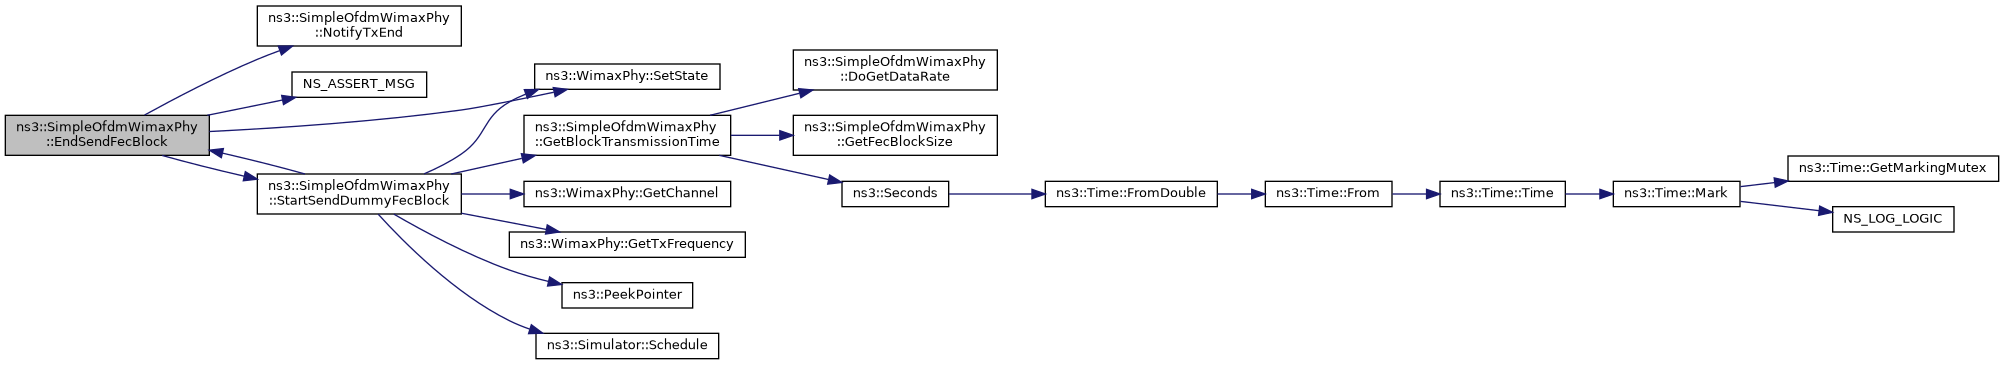 ns3::SimpleOfdmWimaxPhy
::EndSendFecBlock
ns3::SimpleOfdmWimaxPhy
::NotifyTxEnd
NS_ASSERT_MSG
ns3::WimaxPhy::SetState
ns3::SimpleOfdmWimaxPhy
::StartSendDummyFecBlock
ns3::SimpleOfdmWimaxPhy
::GetBlockTransmissionTime
ns3::WimaxPhy::GetChannel
ns3::WimaxPhy::GetTxFrequency
ns3::PeekPointer
ns3::Simulator::Schedule
ns3::SimpleOfdmWimaxPhy
::DoGetDataRate
ns3::SimpleOfdmWimaxPhy
::GetFecBlockSize
ns3::Seconds
ns3::Time::FromDouble
ns3::Time::From
ns3::Time::Time
ns3::Time::Mark
ns3::Time::GetMarkingMutex
NS_LOG_LOGIC